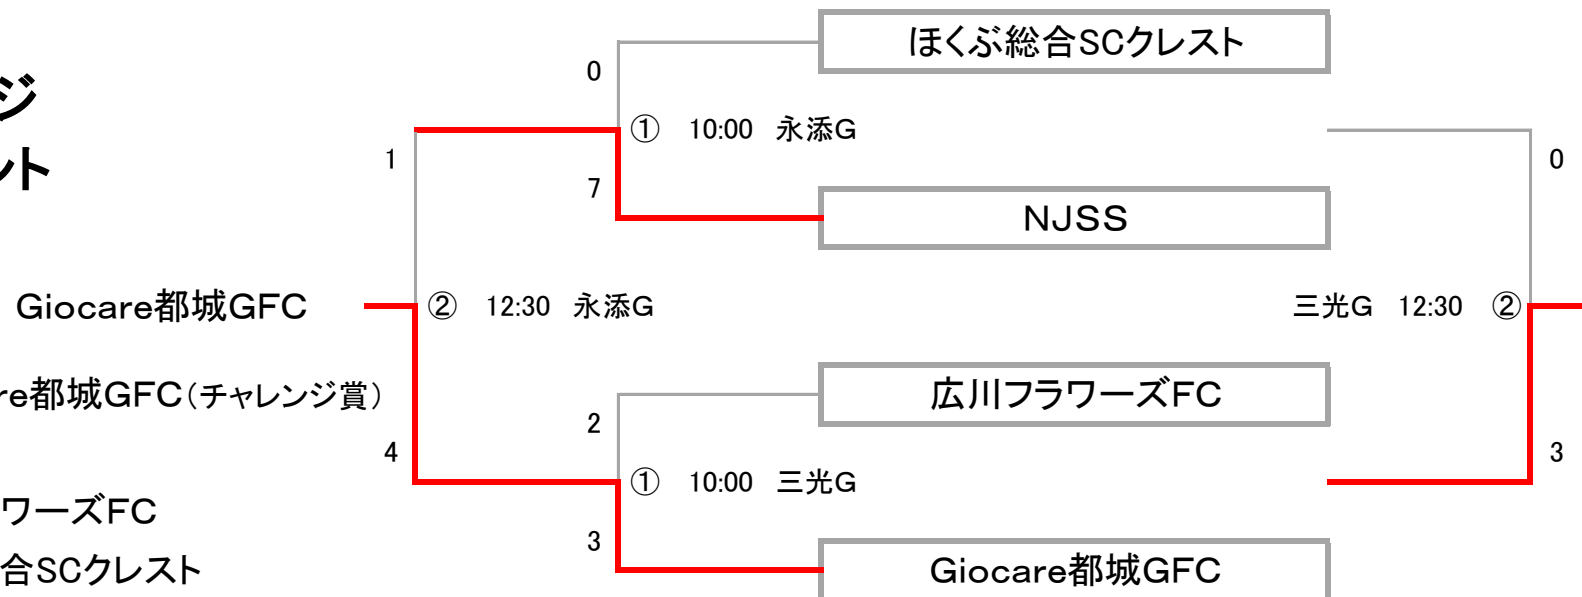 ほくぶ総合SCクレスト
0
ジ
① 10:00 永添G
ント
1
0
7
NJSS
Giocare都城GFC
② 12:30 永添G
三光G 12:30 ②
re都城GFC(チャレンジ賞)
広川フラワーズFC
2
4
3
① 10:00 三光G
ワーズFC
3
合SCクレスト
Giocare都城GFC